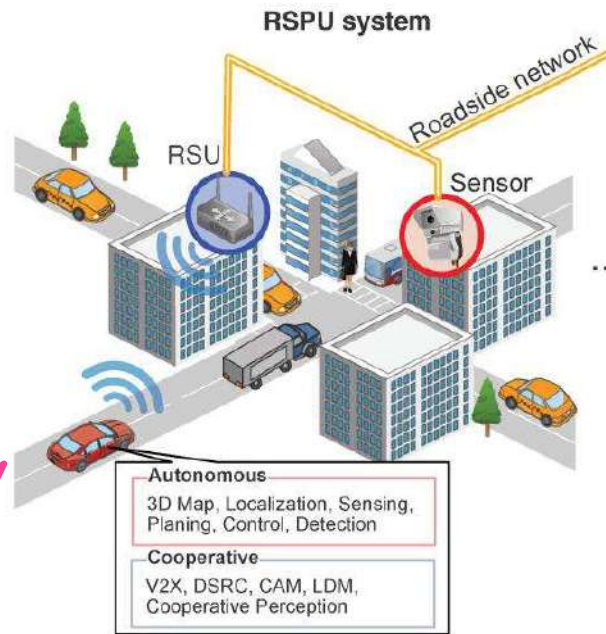 RSPU system
Roadside network
RSU
Sensor
...
Autonomous
3D Map, Localization, Sensing,
Planing, Control, Detection
Cooperative
V2X, DSRC, CAM, LDM,
Cooperative Perception